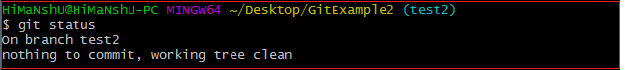 HiMaNshU@HiMaNshU-PC MINGW64 ~/Desktop/GitExample2 (test2)
$ git status
On branch test2
nothing to commit, working tree clean